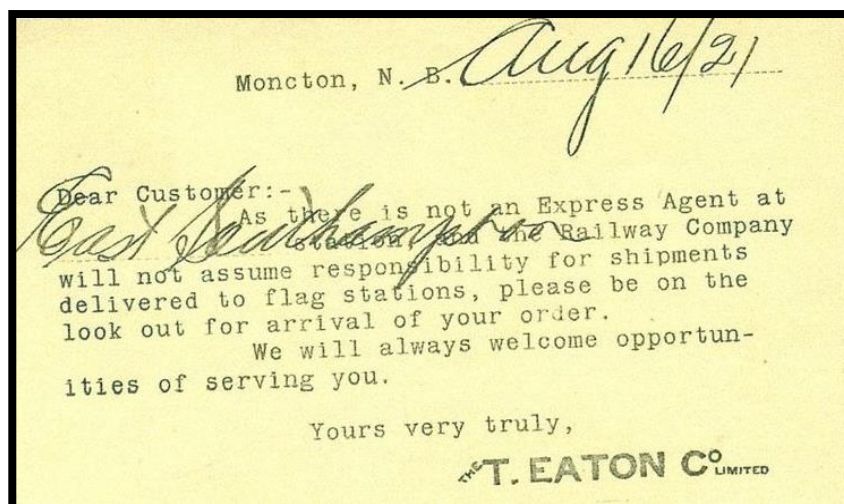 Moncton, N. B. Aug 16/21
Dear Customer:-
As there is not an Express Agent at
East Southampton station, and the Railway Company
will not assume responsibility for shipments
delivered to flag stations, please be on the
look out for arrival of your order.
We will always welcome opportun-
ities of serving you.
Yours very truly,
THE T. EATON CO LIMITED